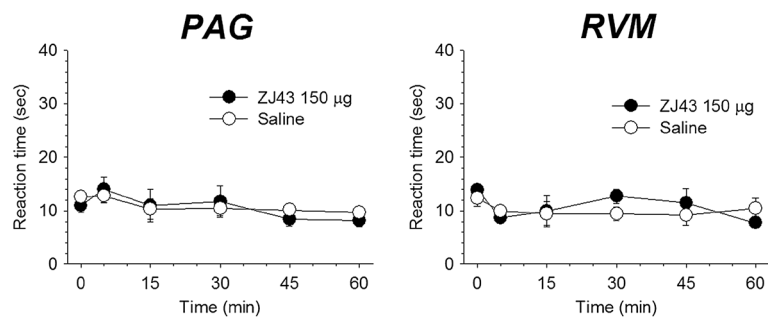 PAG
40
30
20
10
0
Reaction time (sec)
ZJ43 150 μg
Saline
0 15 30 45 60
Time (min)
RVM
40
30
20
10
0
Reaction time (sec)
ZJ43 150 μg
Saline
0 15 30 45 60
Time (min)